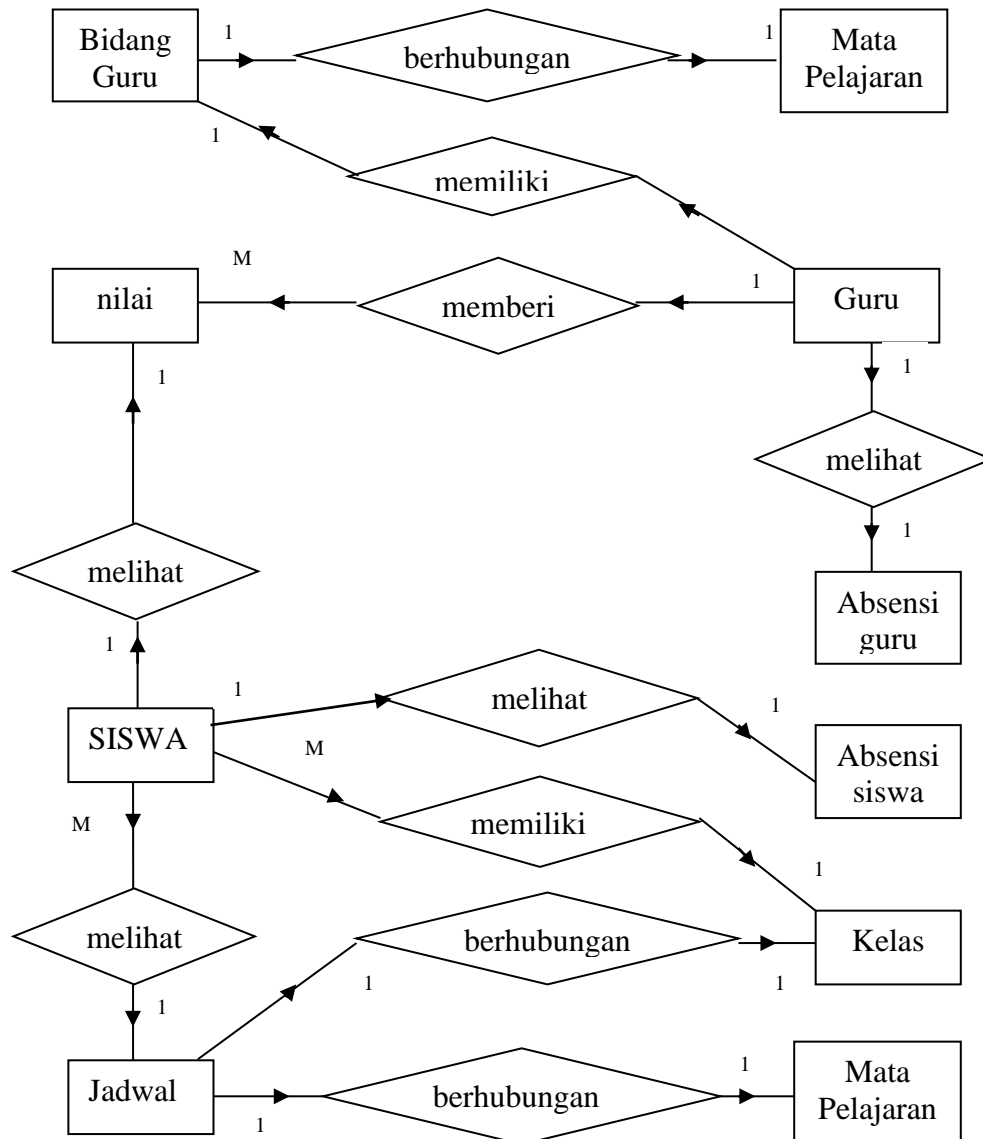 1
1
Bidang
Guru
berhubungan
Mata
Pelajaran
1
memiliki
M
1
nilai
memberi
Guru
1
1
melihat
1
melihat
Absensi
guru
1
1
melihat
1
SISWA
M
Absensi
siswa
M
memiliki
1
melihat
berhubungan
Kelas
1
1
1
Jadwal
1
berhubungan
1
Mata
Pelajaran